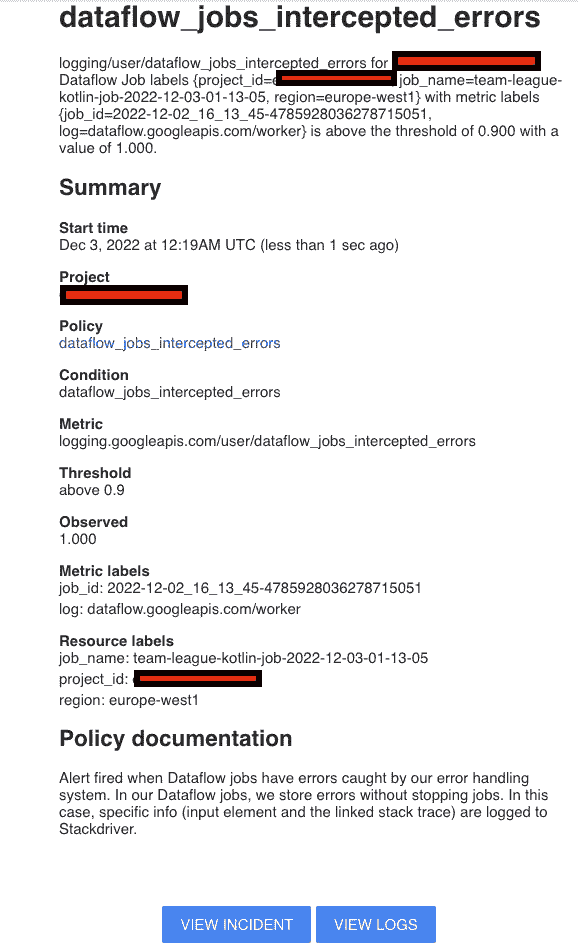 dataflow_jobs_intercepted_errors
logging/user/dataflow_jobs_intercepted_errors for
Dataflow Job labels {project_id= job_name=team-league-
kotlin-job-2022-12-03-01-13-05, region=europe-west1} with metric labels
{job_id=2022-12-02_16_13_45-4785928036278715051,
log=dataflow.googleapis.com/worker} is above the threshold of 0.900 with a
value of 1.000.
Summary
Start time
Dec 3, 2022 at 12:19AM UTC (less than 1 sec ago)
Project
Policy
dataflow_jobs_intercepted_errors
Condition
dataflow_jobs_intercepted_errors
Metric
logging.googleapis.com/user/dataflow_jobs_intercepted_errors
Threshold
above 0.9
Observed
1.000
Metric labels
job_id: 2022-12-02_16_13_45-4785928036278715051
log: dataflow.googleapis.com/worker
Resource labels
job_name: team-league-kotlin-job-2022-12-03-01-13-05
project_id:
region: europe-west1
Policy documentation
Alert fired when Dataflow jobs have errors caught by our error handling
system. In our Dataflow jobs, we store errors without stopping jobs. In this
case, specific info (input element and the linked stack trace) are logged to
Stackdriver.
VIEW INCIDENT VIEW LOGS